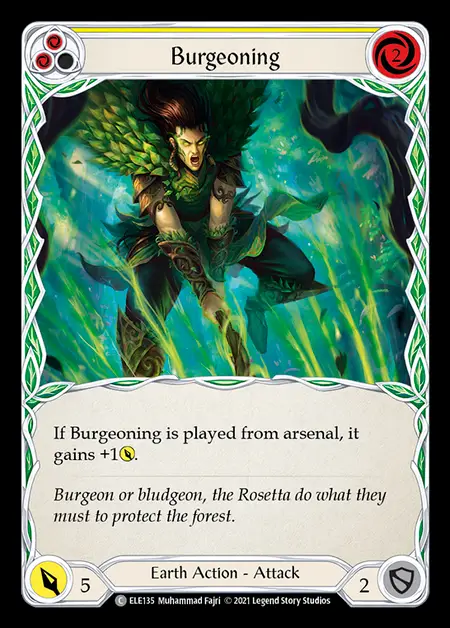 Burgeoning
2
If Burgeoning is played from arsenal, it
gains +1.
Burgeon or bludgeon, the Rosetta do what they
must to protect the forest.
5
Earth Action - Attack
2
C ELE135 Muhammad Fajri © 2021 Legend Story Studios